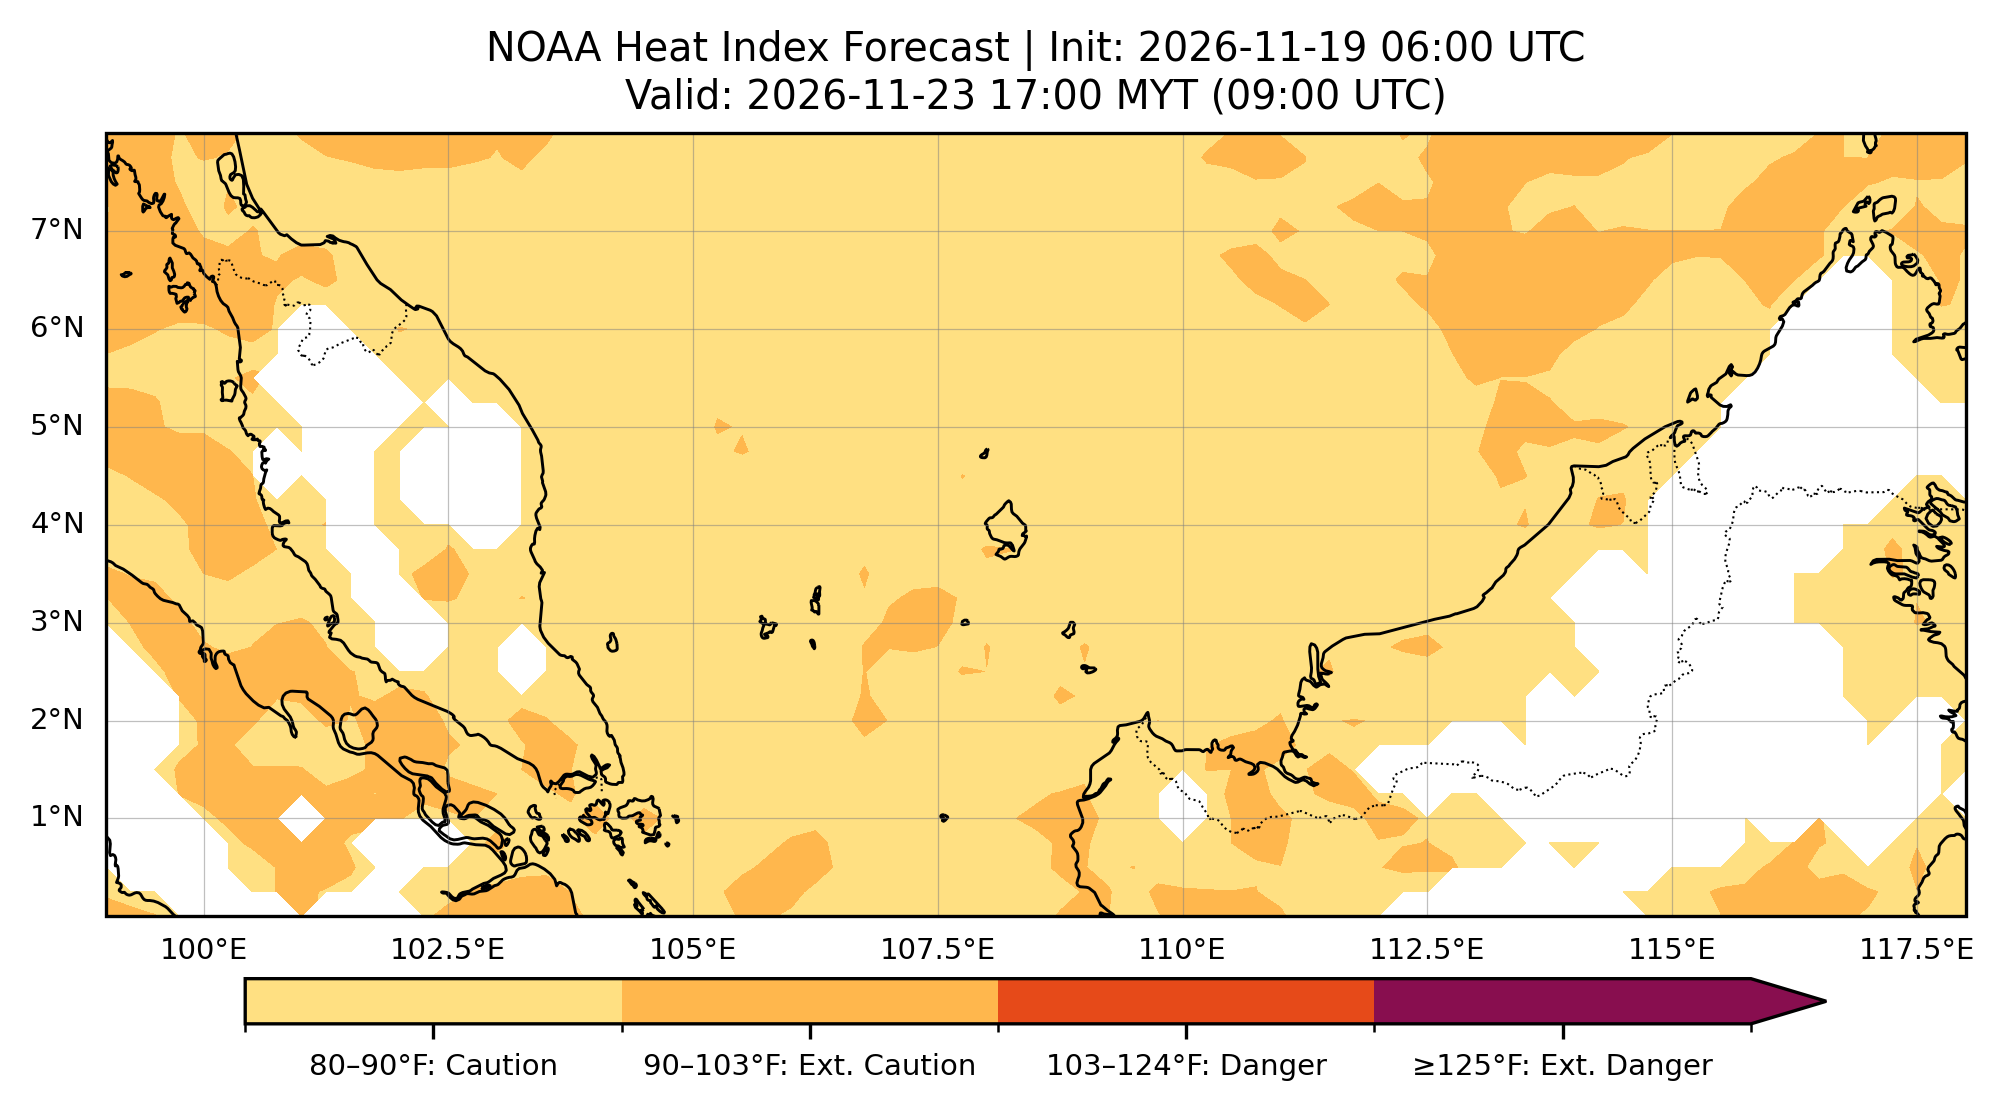 NOAA Heat Index Forecast | Init: 2026-11-19 06:00 UTC
Valid: 2026-11-23 17:00 MYT (09:00 UTC)
7°N
6°N
5°N
4°N
3°N
2°N
1°N
100°E 102.5°E 105°E 107.5°E 110°E 112.5°E 115°E 117.5°E
80–90°F: Caution 90–103°F: Ext. Caution 103–124°F: Danger ≥125°F: Ext. Danger